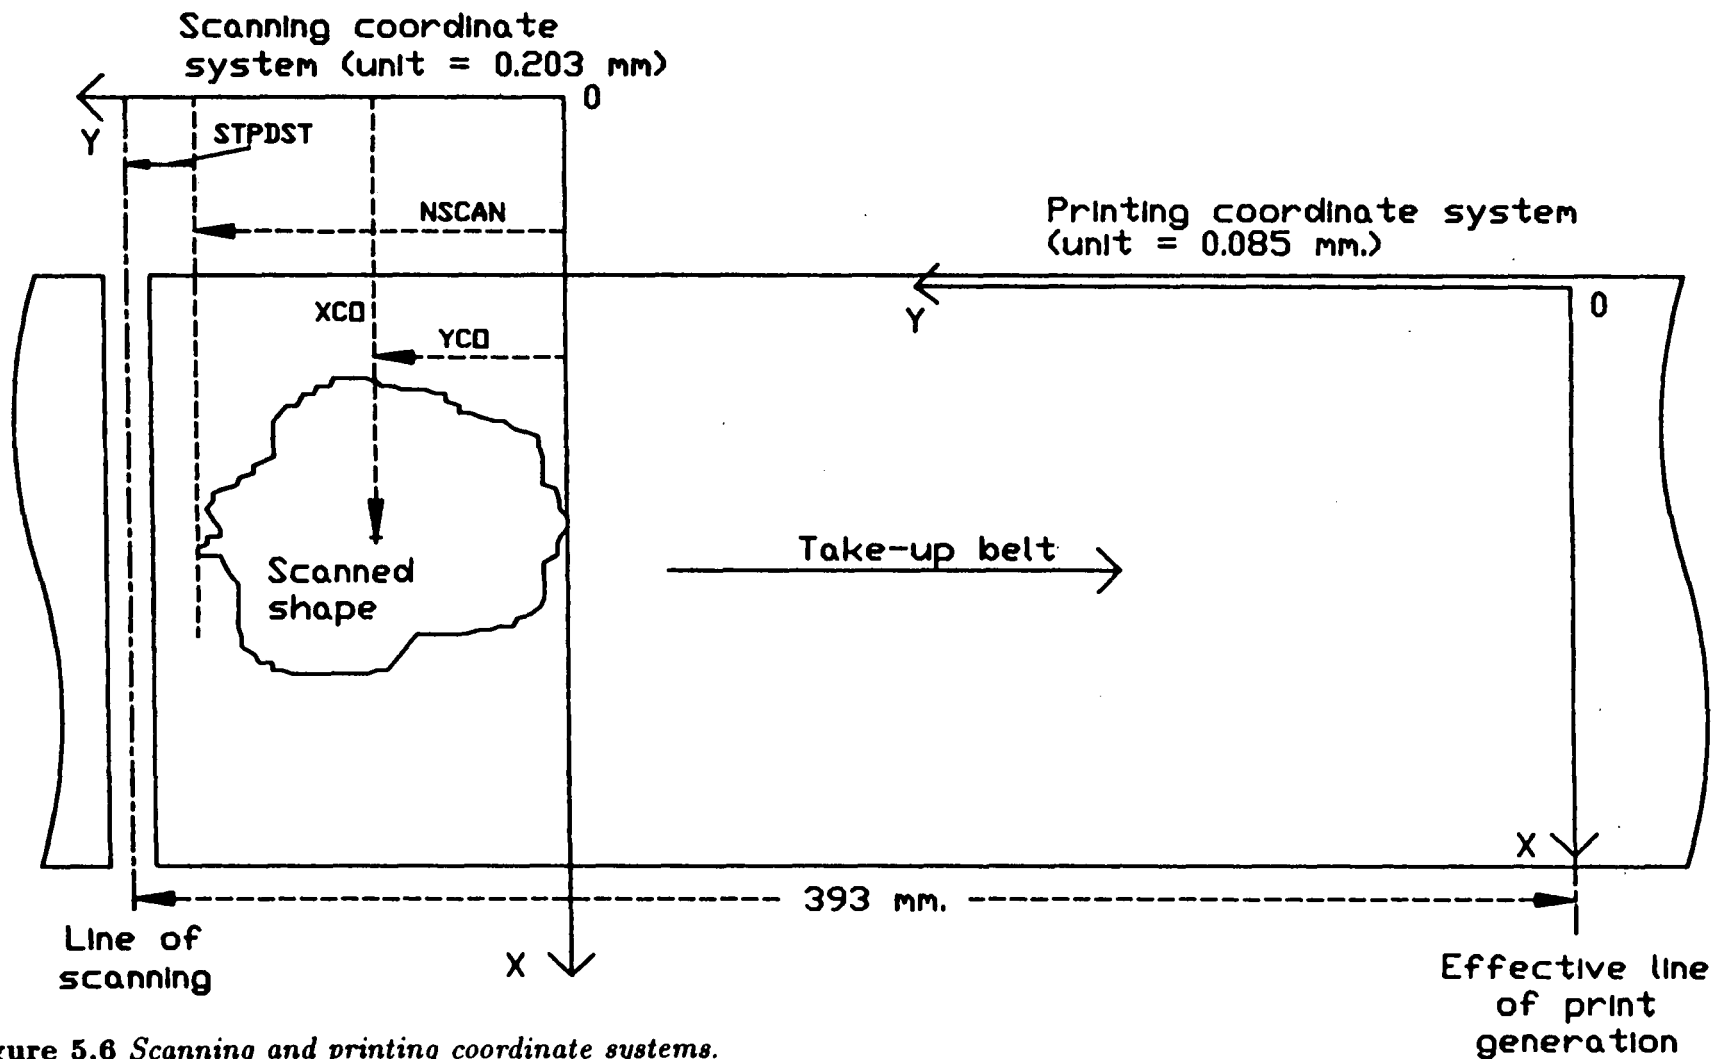 Scanning coordinate
system (unit = 0.203 mm)
0
Y
STPDST
NSCAN
Printing coordinate system
(unit = 0.085 mm.)
0
Y
XCO
YCO
Take-up belt
Scanned
shape
X
393 mm.
Line of
scanning
X
Effective line
of print
generation
gure 5.6 Scanning and printing coordinate systems.